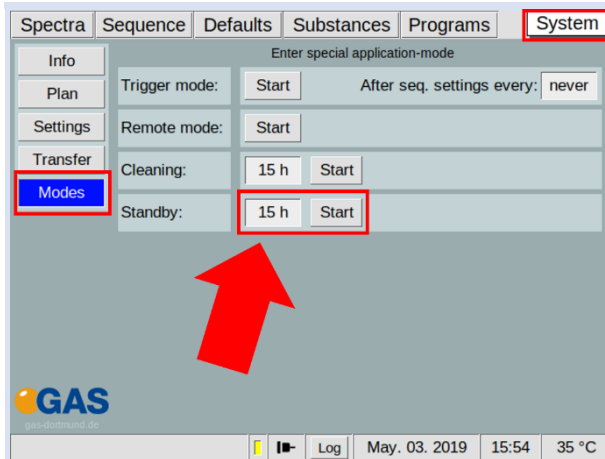 Spectra Sequence Defaults Substances Programs System
Info
Plan
Settings
Transfer
Modes
Enter special application-mode
Trigger mode: Start After seq. settings every: never
Remote mode: Start
Cleaning: 15 h Start
Standby: 15 h Start
GAS
gas-dortmund.de
Log May. 03. 2019 15:54 35 °C